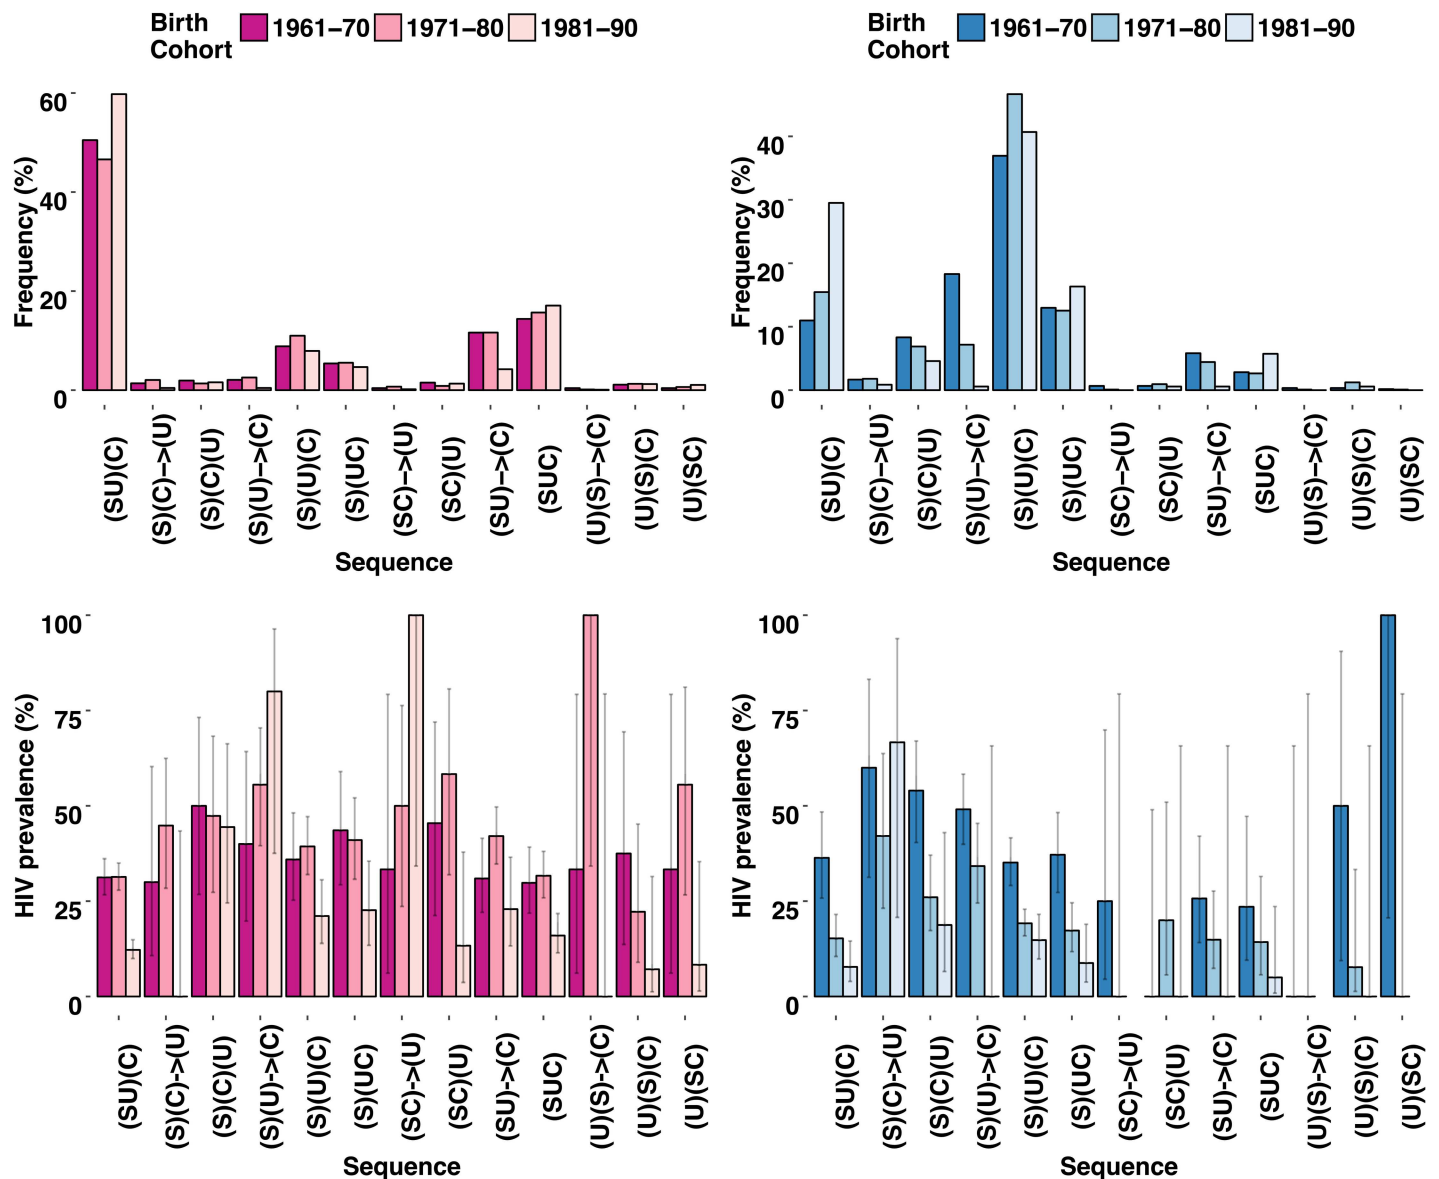 Birth Cohort 1961–70 1971–80 1981–90
Frequency (%)
60
40
20
0
(SU)(C) (S)(C)->(U) (S)(C)(U) (S)(U)->(C) (S)(U)(C) (S)(UC) (SC)->(U) (SC)(U) (SU)->(C) (SUC) (U)(S)->(C) (U)(S)(C) (U)(SC)
Sequence
Birth Cohort 1961–70 1971–80 1981–90
Frequency (%)
40
30
20
10
0
(SU)(C) (S)(C)->(U) (S)(C)(U) (S)(U)->(C) (S)(U)(C) (S)(UC) (SC)->(U) (SC)(U) (SU)->(C) (SUC) (U)(S)->(C) (U)(S)(C) (U)(SC)
Sequence
HIV prevalence (%)
100
75
50
25
0
(SU)(C) (S)(C)->(U) (S)(C)(U) (S)(U)->(C) (S)(U)(C) (S)(UC) (SC)->(U) (SC)(U) (SU)->(C) (SUC) (U)(S)->(C) (U)(S)(C) (U)(SC)
Sequence
HIV prevalence (%)
100
75
50
25
0
(SU)(C) (S)(C)->(U) (S)(C)(U) (S)(U)->(C) (S)(U)(C) (S)(UC) (SC)->(U) (SC)(U) (SU)->(C) (SUC) (U)(S)->(C) (U)(S)(C) (U)(SC)
Sequence